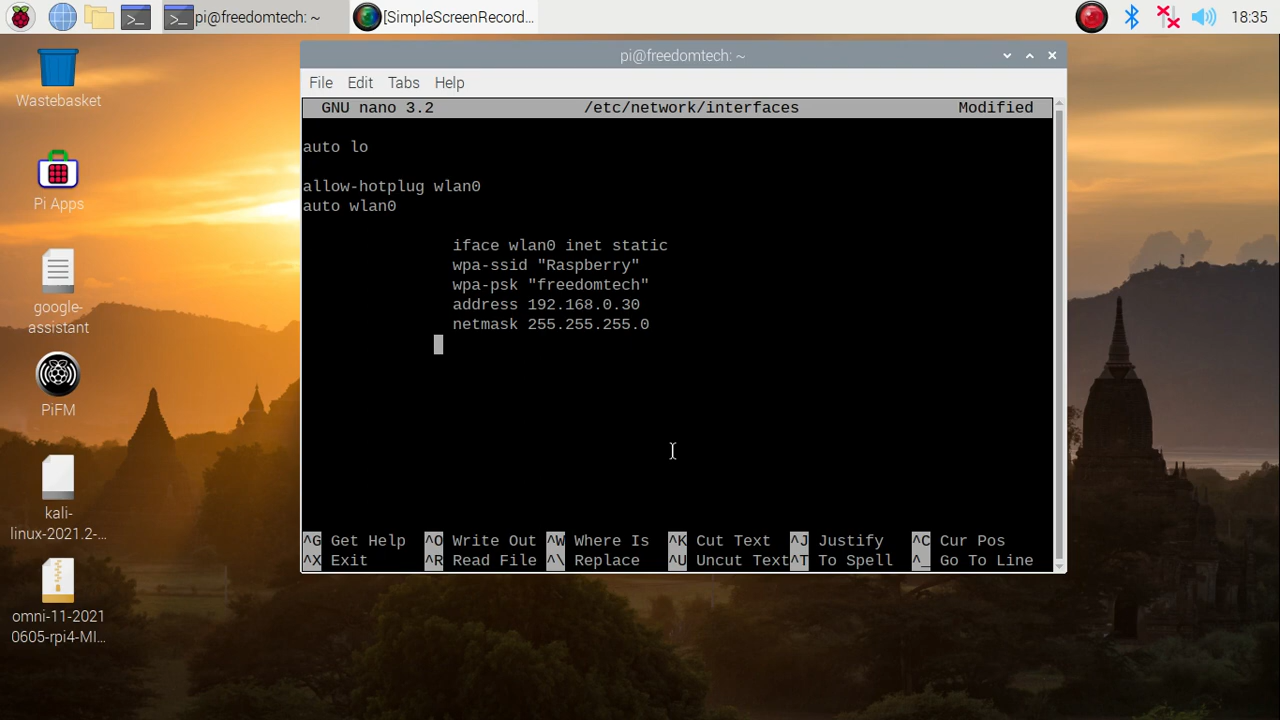 pi@freedomtech: ~
[SimpleScreenRecord...
18:35
Wastebasket
Pi Apps
google-
assistant
PiFM
kali-
linux-2021.2-...
omni-11-2021
0605-rpi4-MI...
pi@freedomtech: ~
File Edit Tabs Help
GNU nano 3.2 /etc/network/interfaces Modified
auto lo
allow-hotplug wlan0
auto wlan0
iface wlan0 inet static
wpa-ssid "Raspberry"
wpa-psk "freedomtech"
address 192.168.0.30
netmask 255.255.255.0
^G Get Help ^O Write Out ^W Where Is ^K Cut Text ^J Justify ^C Cur Pos
^X Exit ^R Read File ^\ Replace ^U Uncut Text ^T To Spell ^_ Go To Line